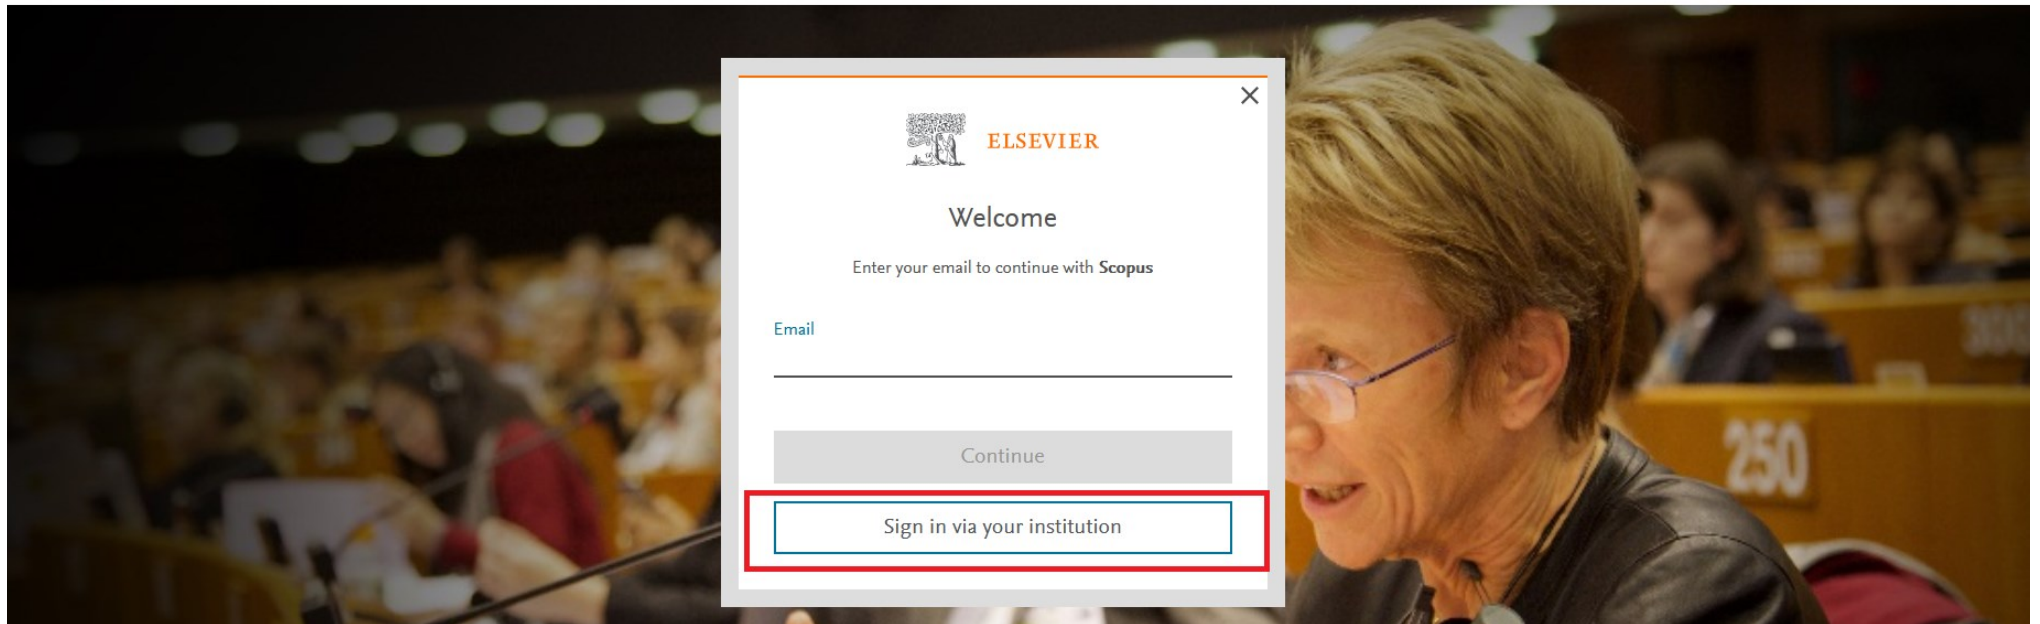 ELSEVIER
Welcome
Enter your email to continue with Scopus
Email
Continue
Sign in via your institution
250